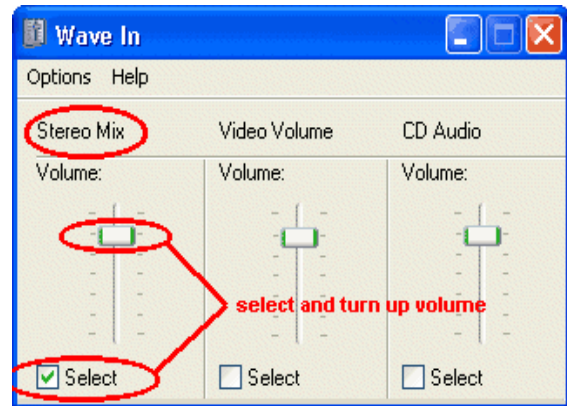 Wave In
Options Help
Stereo Mix Video Volume CD Audio
Volume: Volume: Volume:
select and turn up volume
Select Select Select